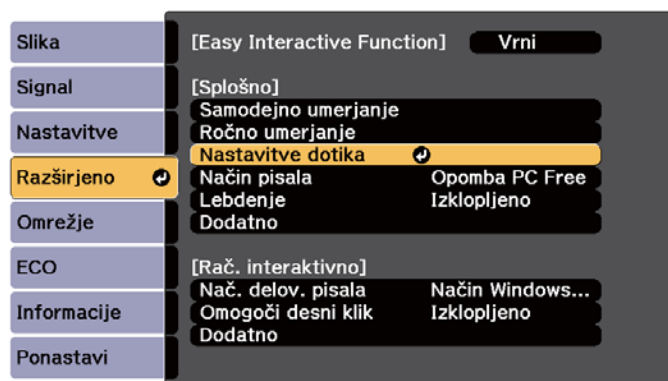 Slika
Signal
Nastavitve
Razširjeno
Omrežje
ECO
Informacije
Ponastavi
[Easy Interactive Function] Vrni
[Splošno]
Samodejno umerjanje
Ročno umerjanje
Nastavitve dotika
Način pisala Opomba PC Free
Lebdenje Izklopljeno
Dodatno
[Rač. interaktivno]
Nač. delov. pisala Način Windows...
Omogoči desni klik Izklopljeno
Dodatno